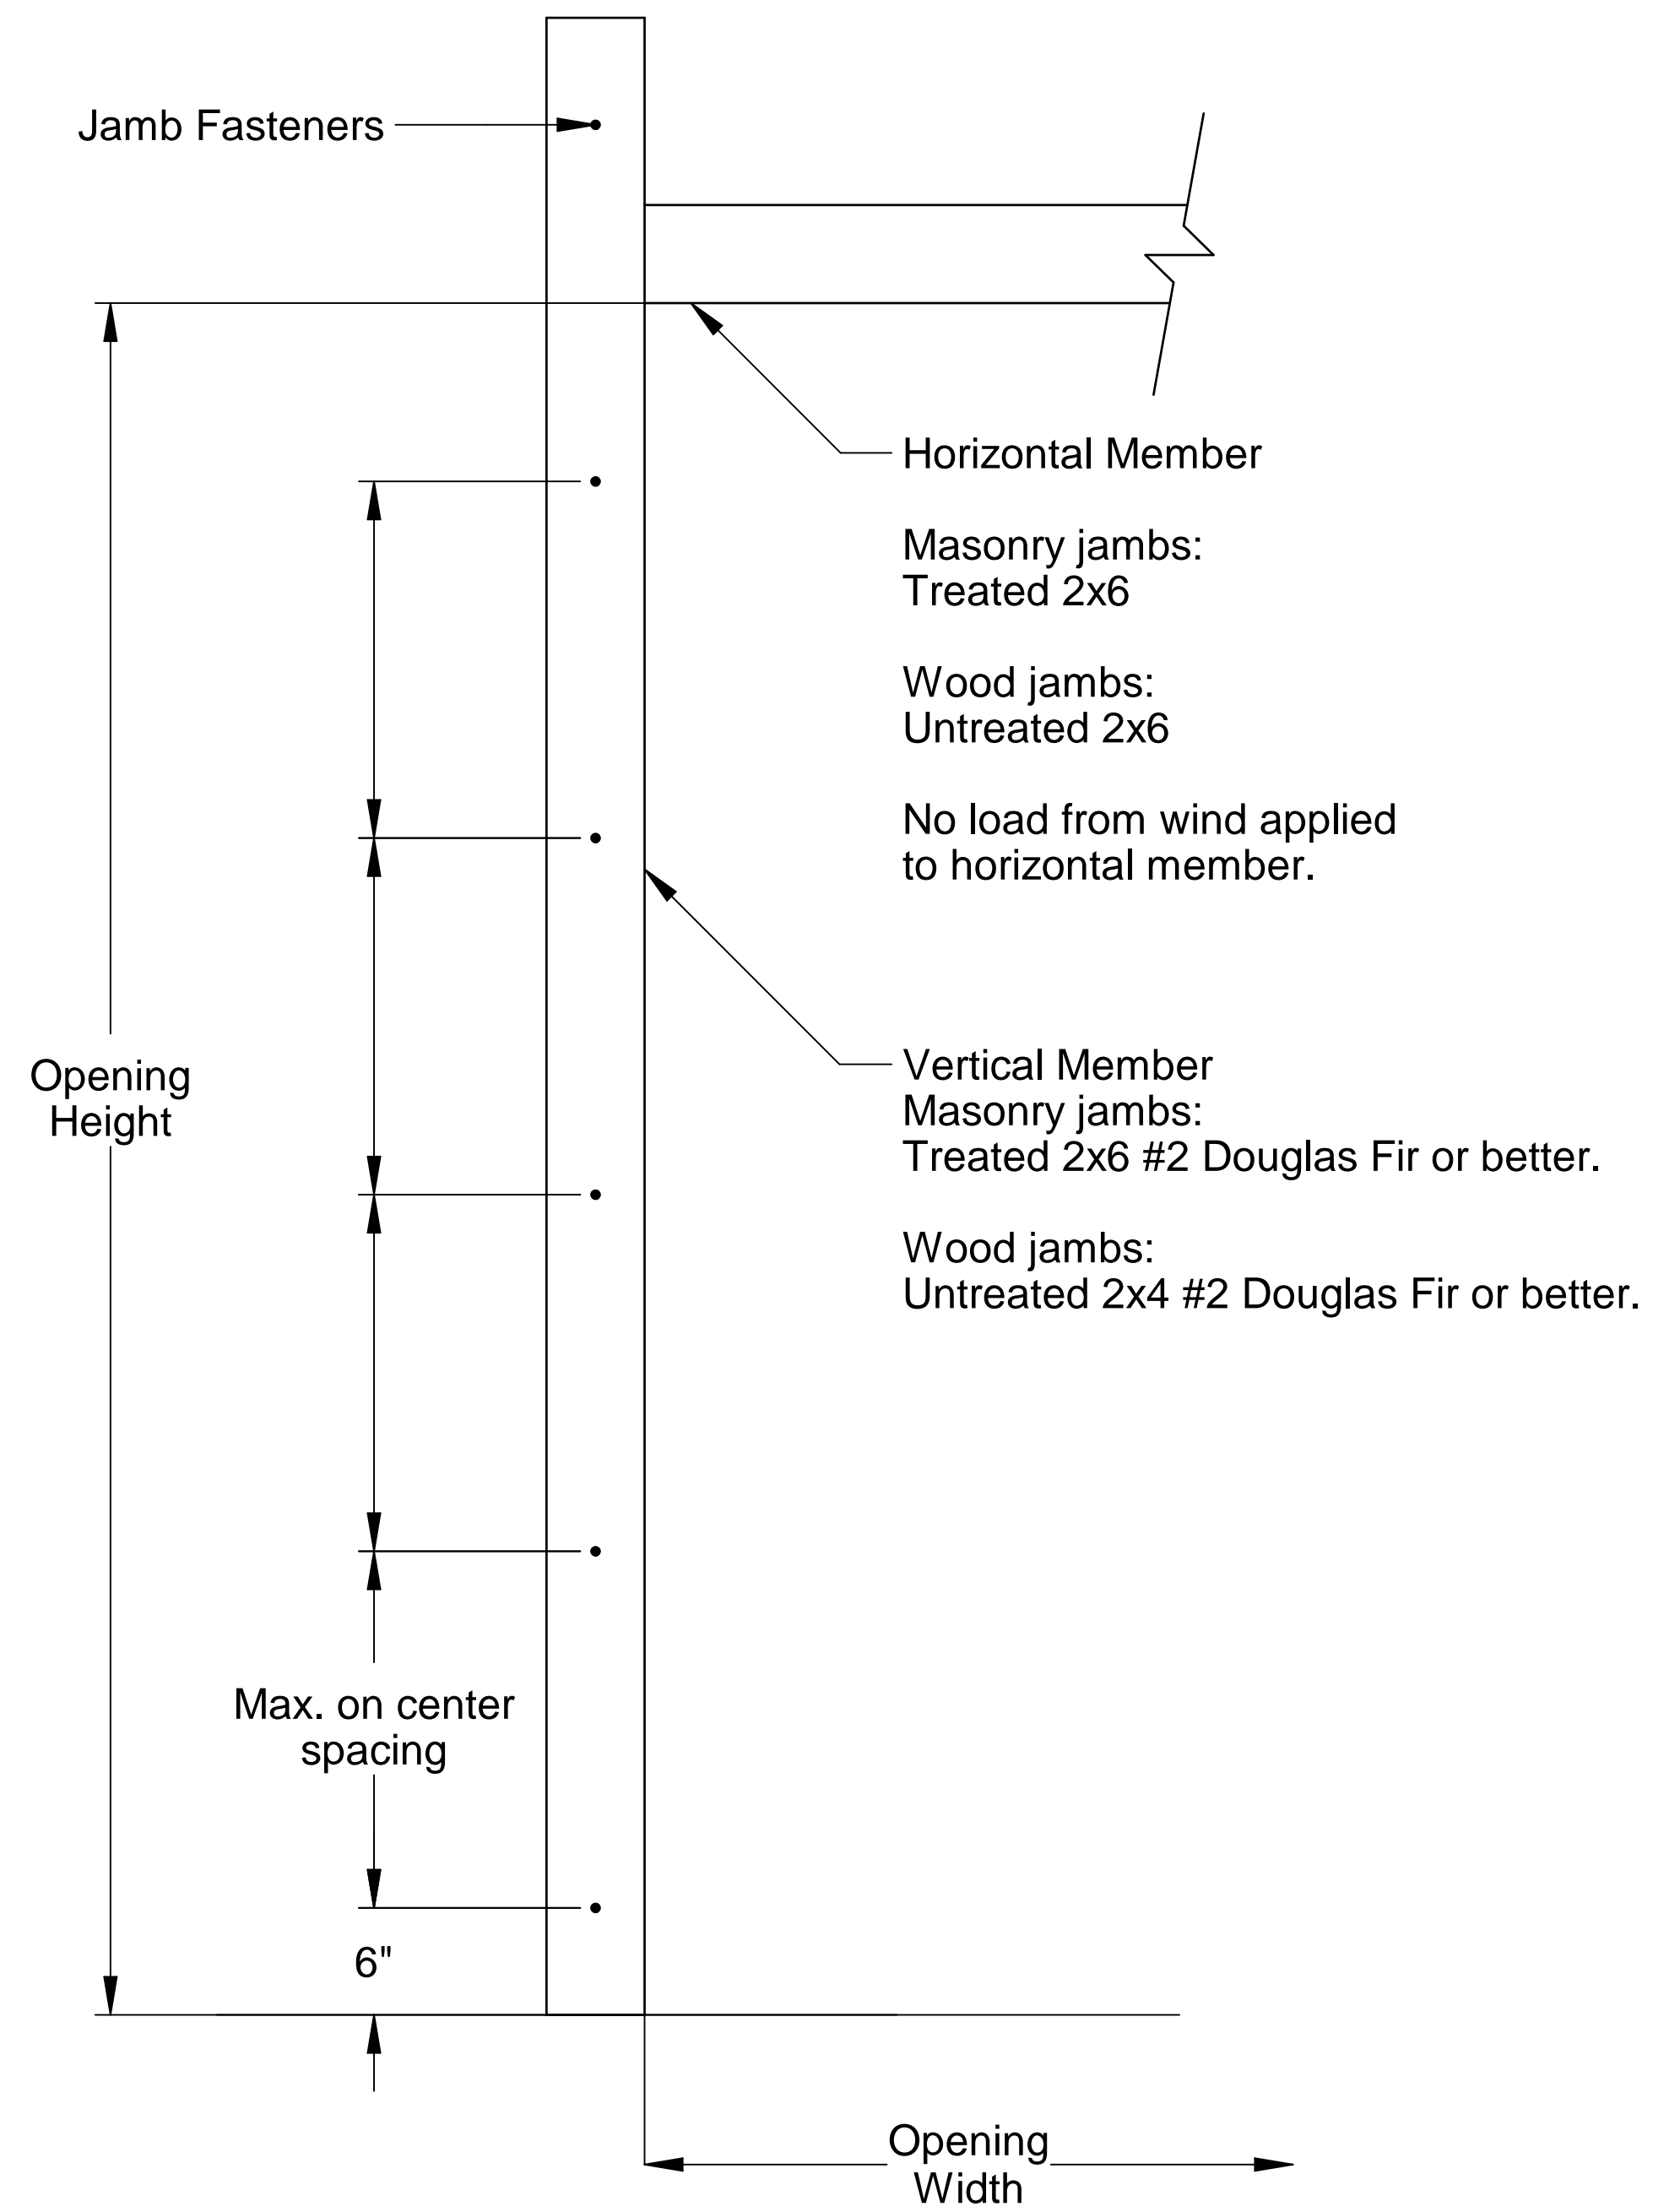 Jamb Fasteners
Horizontal Member
Masonry jambs:
Treated 2x6
Wood jambs:
Untreated 2x6
No load from wind applied
to horizontal member.
Opening
Height
Vertical Member
Masonry jambs:
Treated 2x6 #2 Douglas Fir or better.
Wood jambs:
Untreated 2x4 #2 Douglas Fir or better.
Max. on center
spacing
6"
Opening
Width